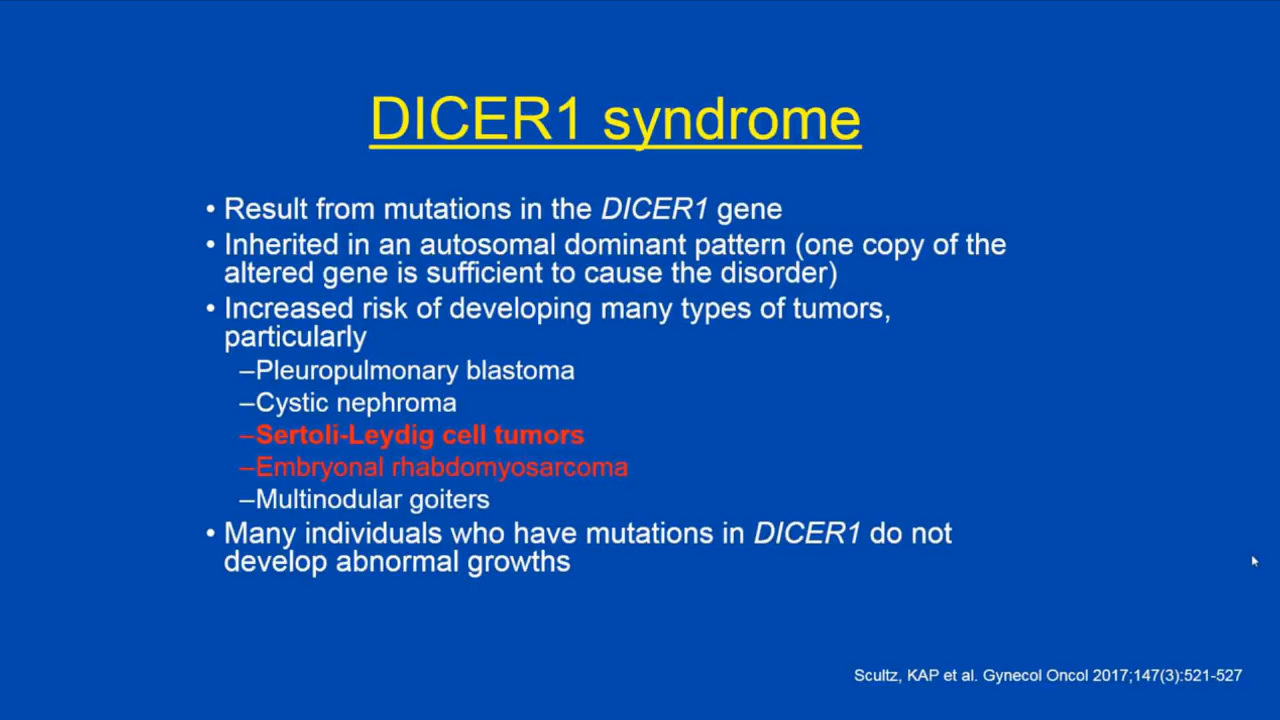 DICER1 syndrome
• Result from mutations in the DICER1 gene
• Inherited in an autosomal dominant pattern (one copy of the
altered gene is sufficient to cause the disorder)
• Increased risk of developing many types of tumors,
particularly
–Pleuropulmonary blastoma
–Cystic nephroma
–Sertoli-Leydig cell tumors
–Embryonal rhabdomyosarcoma
–Multinodular goiters
• Many individuals who have mutations in DICER1 do not
develop abnormal growths
Scultz, KAP et al. Gynecol Oncol 2017;147(3):521-527